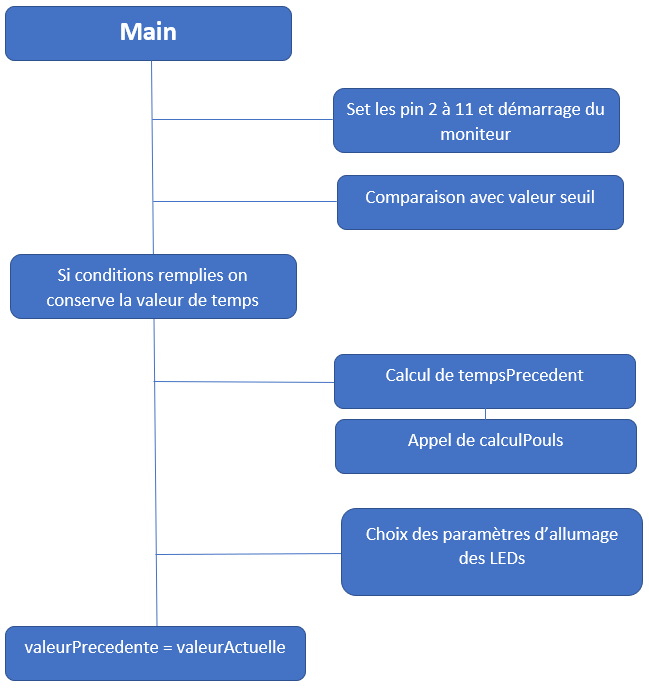 Main
Set les pin 2 à 11 et démarrage du
moniteur
Comparaison avec valeur seuil
Si conditions remplies on
conserve la valeur de temps
Calcul de tempsPrecedent
Appel de calculPouls
Choix des paramètres d’allumage
des LEDs
valeurPrecedente = valeurActuelle